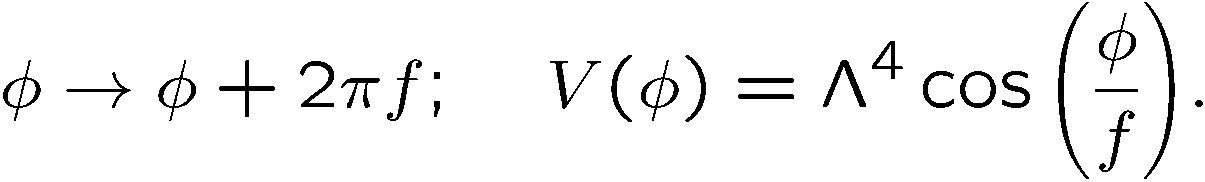 ϕ → ϕ + 2πf; V(ϕ) = Λ⁴ cos(ϕ/f).